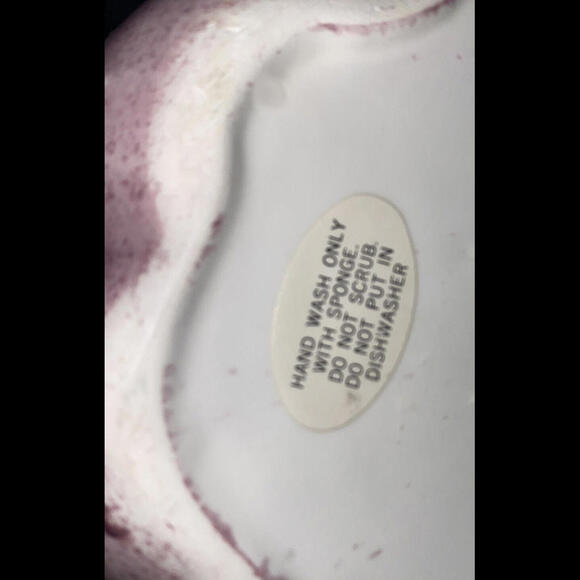 HAND WASH ONLY
WITH SPONGE.
DO NOT SCRUB.
DO NOT PUT IN
DISHWASHER